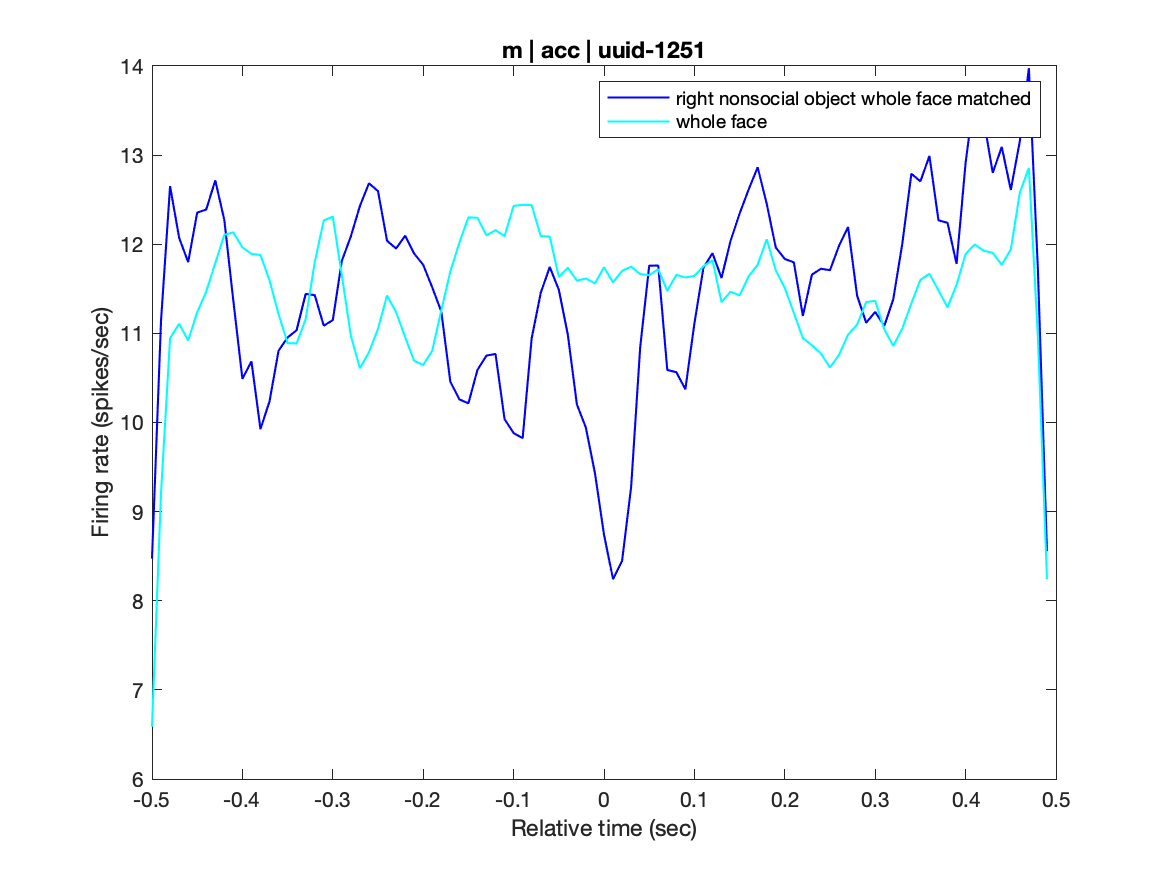 m | acc | uuid-1251
right nonsocial object whole face matched
whole face
Firing rate (spikes/sec)
14
13
12
11
10
9
8
7
6
-0.5 -0.4 -0.3 -0.2 -0.1 0 0.1 0.2 0.3 0.4 0.5
Relative time (sec)